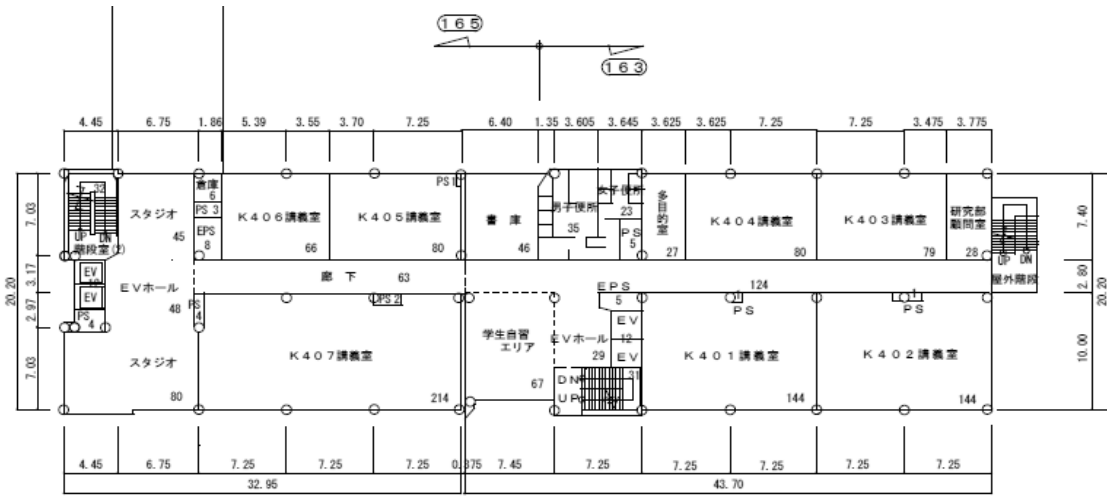 165
163
4.45 6.75 1.86 5.39 3.55 3.70 7.25 6.40 1.35 3.605 3.645 3.625 3.625 7.25 7.25 3.475 3.775
7.03 3.17 2.97 7.03
20.20
32
UP DN
階段室(2)
EV
EV
PS
4
スタジオ
45
倉庫
6
PS 3
EPS
8
K406講義室
66
PS1
K405講義室
80
書 庫
46
男子便所
35
女子便所
23
PS
5
多目的室
27
K404講義室
80
K403講義室
79
研究部
顧問室
28
UP DN
屋外階段
7.40 2.80 10.00
20.20
EVホール
48
廊 下 63
124
PS
4
PS 2
EPS
5
1
PS
1
PS
スタジオ
80
K407講義室
214
学生自習
エリア
67
EVホール
29
EV
12
EV
31
DN
UP
K401講義室
144
K402講義室
144
4.45 6.75 7.25 7.25 7.25 0.375 7.45 7.25 7.25 7.25 7.25 7.25
32.95 43.70